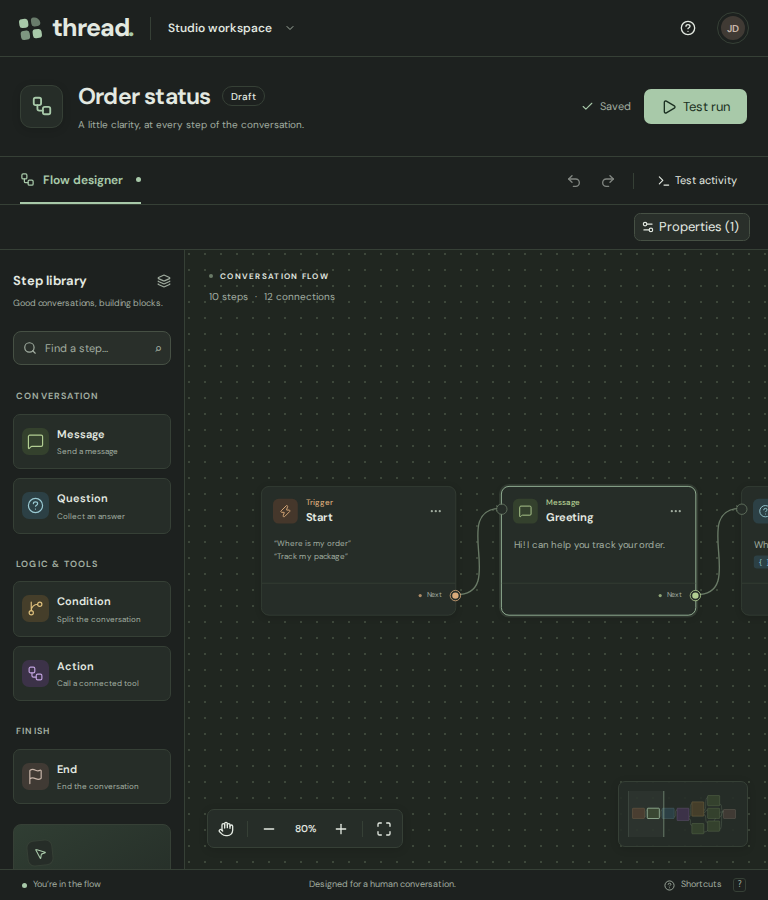 thread.
Studio workspace
JD
Order status
Draft
A little clarity, at every step of the conversation.
Saved
Test run
Flow designer
Test activity
Properties (1)
Step library
Good conversations, building blocks.
Find a step...
CONVERSATION
Message
Send a message
Question
Collect an answer
LOGIC & TOOLS
Condition
Split the conversation
Action
Call a connected tool
FINISH
End
End the conversation
CONVERSATION FLOW
10 steps · 12 connections
Trigger
Start
"Where is my order"
"Track my package"
Next
Message
Greeting
Hi! I can help you track your order.
Next
80%
You're in the flow
Designed for a human conversation.
Shortcuts ?